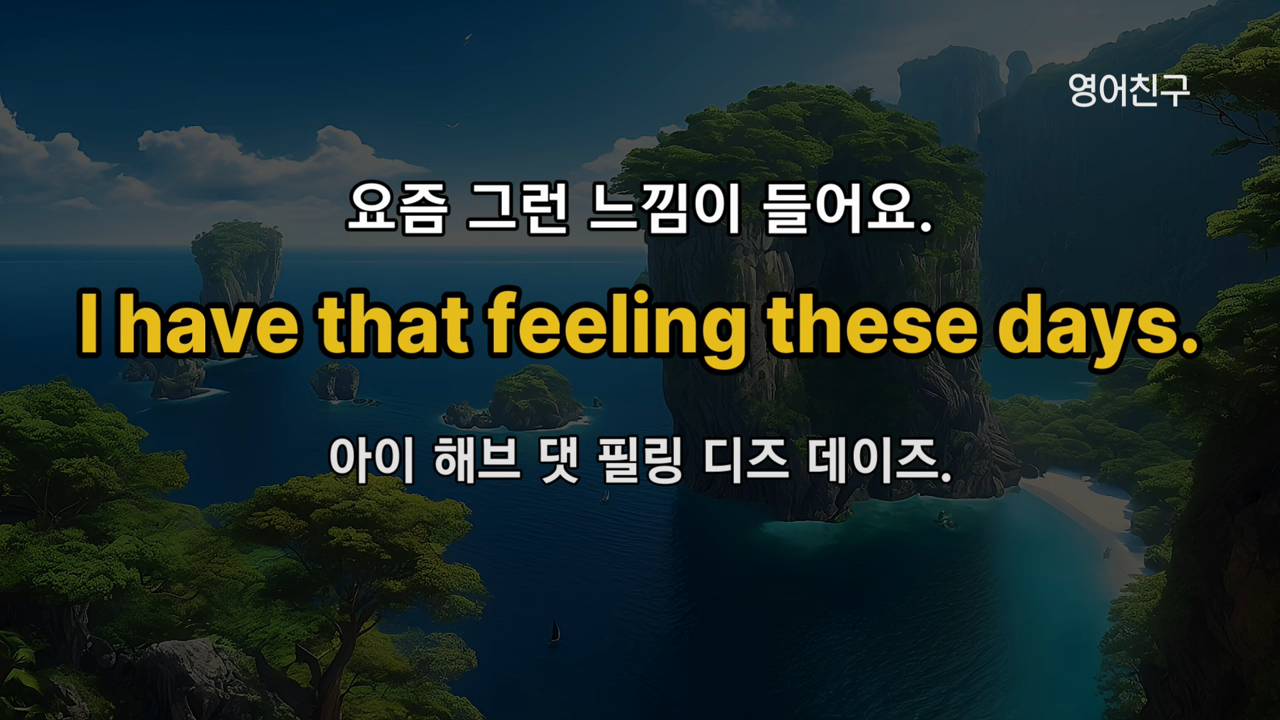 영어친구
요즘 그런 느낌이 들어요.
I have that feeling these days.
아이 해브 댓 필링 디즈 데이즈.